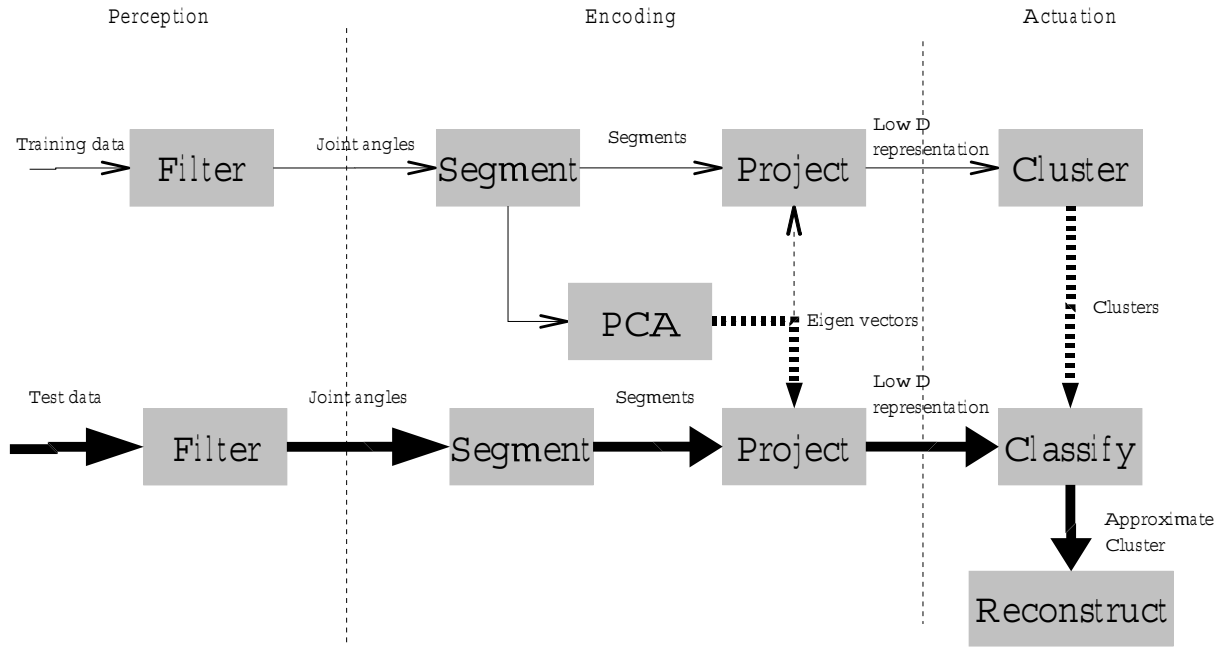 Perception
Encoding
Actuation
Training data
Filter
Joint angles
Segment
Segments
Project
Low D
representation
Cluster
PCA
Eigen vectors
Clusters
Test data
Filter
Joint angles
Segment
Segments
Project
Low D
representation
Classify
Approximate
Cluster
Reconstruct